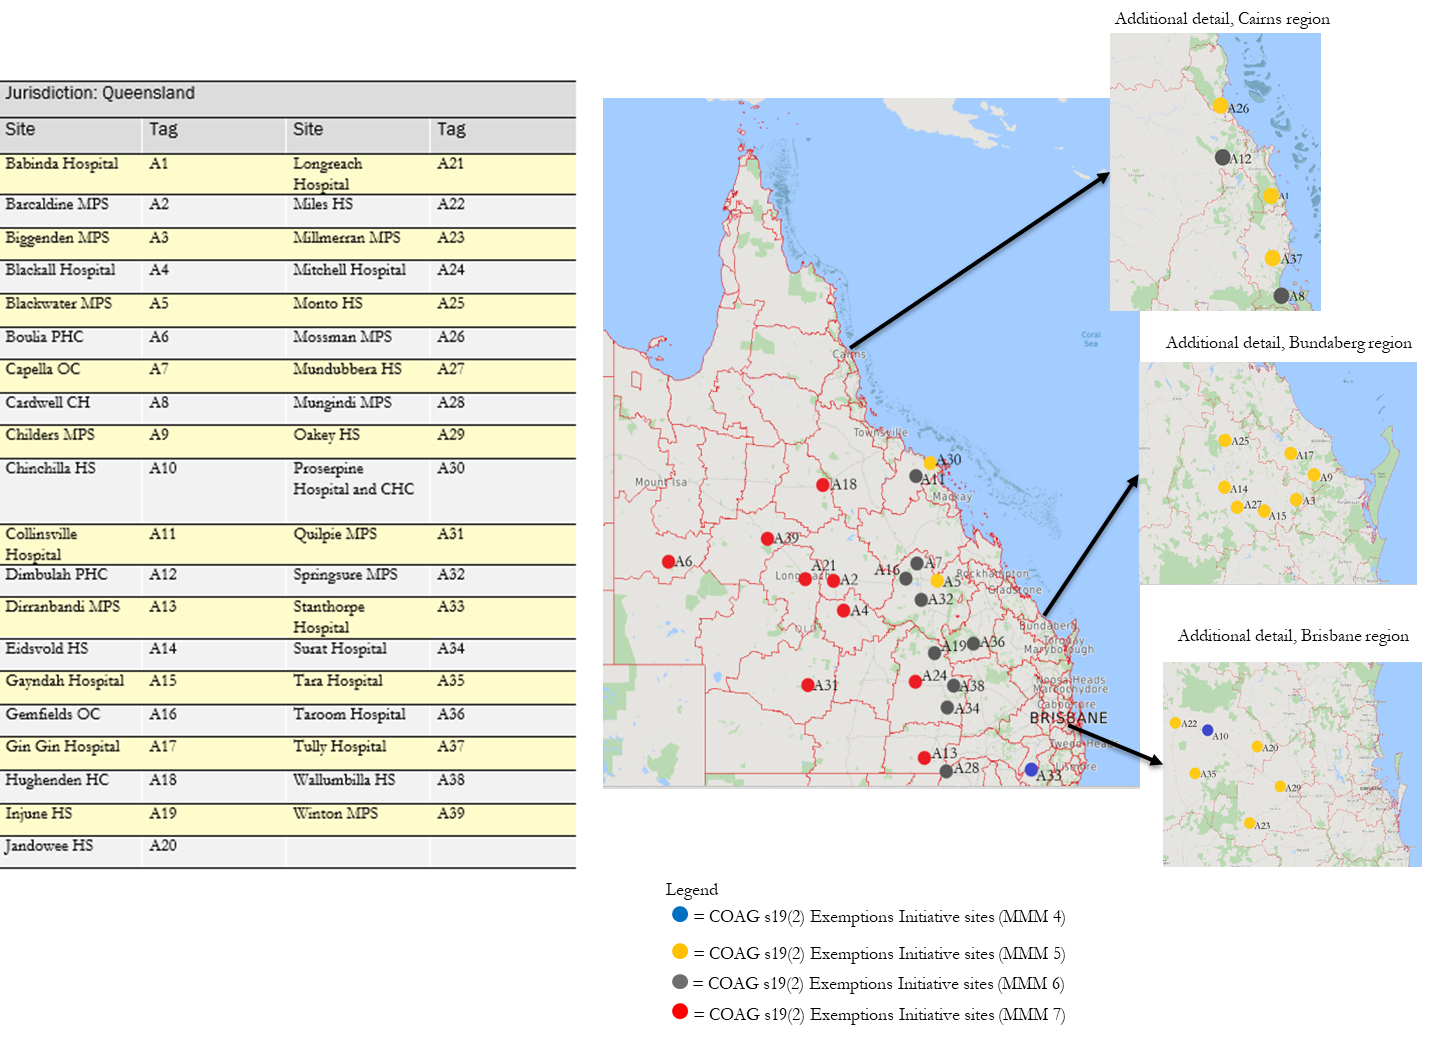 Jurisdiction: Queensland
Site Tag Site Tag
Babinda Hospital A1 Longreach Hospital A21
Barcaldine MPS A2 Miles HS A22
Biggenden MPS A3 Millmerran MPS A23
Blackall Hospital A4 Mitchell Hospital A24
Blackwater MPS A5 Monto HS A25
Boulia PHC A6 Mossman MPS A26
Capella OC A7 Mundubbera HS A27
Cardwell CH A8 Mungindi MPS A28
Childers MPS A9 Oakey HS A29
Chinchilla HS A10 Proserpine Hospital and CHC A30
Collinsville Hospital A11 Quilpie MPS A31
Dimbulah PHC A12 Springsure MPS A32
Dirranbandi MPS A13 Stanthorpe Hospital A33
Eidsvold HS A14 Surat Hospital A34
Gayndah Hospital A15 Tara Hospital A35
Gemfields OC A16 Taroom Hospital A36
Gin Gin Hospital A17 Tully Hospital A37
Hughenden HC A18 Wallumbilla HS A38
Injune HS A19 Winton MPS A39
Jandowee HS A20
Coral
Sea
Cairns
Townsville
A30
A11
Mackay
Mount Isa
A18
A39
A6
A21
A2
A4
A16
A7
A5
A32
Rockhampton
Gladstone
QLD
Bundaberg
Torquay
Maryborough
A19
A36
A31
A24
A38
A34
Noosa Heads
Maroochydore
Caboolture
BRISBANE
Tweed Heads
A13
A28
A33
Lismore
Additional detail, Cairns region
A26
A12
A1
A37
A8
Additional detail, Bundaberg region
A25
A17
A9
A14
A3
A27
A15
Additional detail, Brisbane region
A22
A10
A20
A35
A29
A23
Legend
= COAG s19(2) Exemptions Initiative sites (MMM 4)
= COAG s19(2) Exemptions Initiative sites (MMM 5)
= COAG s19(2) Exemptions Initiative sites (MMM 6)
= COAG s19(2) Exemptions Initiative sites (MMM 7)